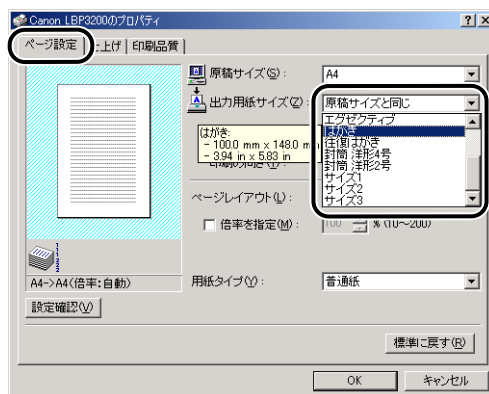 Canon LBP3200のプロパティ
ページ設定 上げ 印刷品質
原稿サイズ(S): A4
出力用紙サイズ(Z): 原稿サイズと同じ
エグゼクティブ
はがき
往復はがき
封筒 洋形4号
封筒 洋形2号
サイズ1
サイズ2
サイズ3
はがき:
- 100.0 mm x 148.0 m
- 3.94 in x 5.83 in
ページレイアウト(L):
倍率を指定(M): 100 % (10~200)
A4->A4(倍率:自動)
用紙タイプ(Y): 普通紙
設定確認(V)
標準に戻す(R)
OK キャンセル